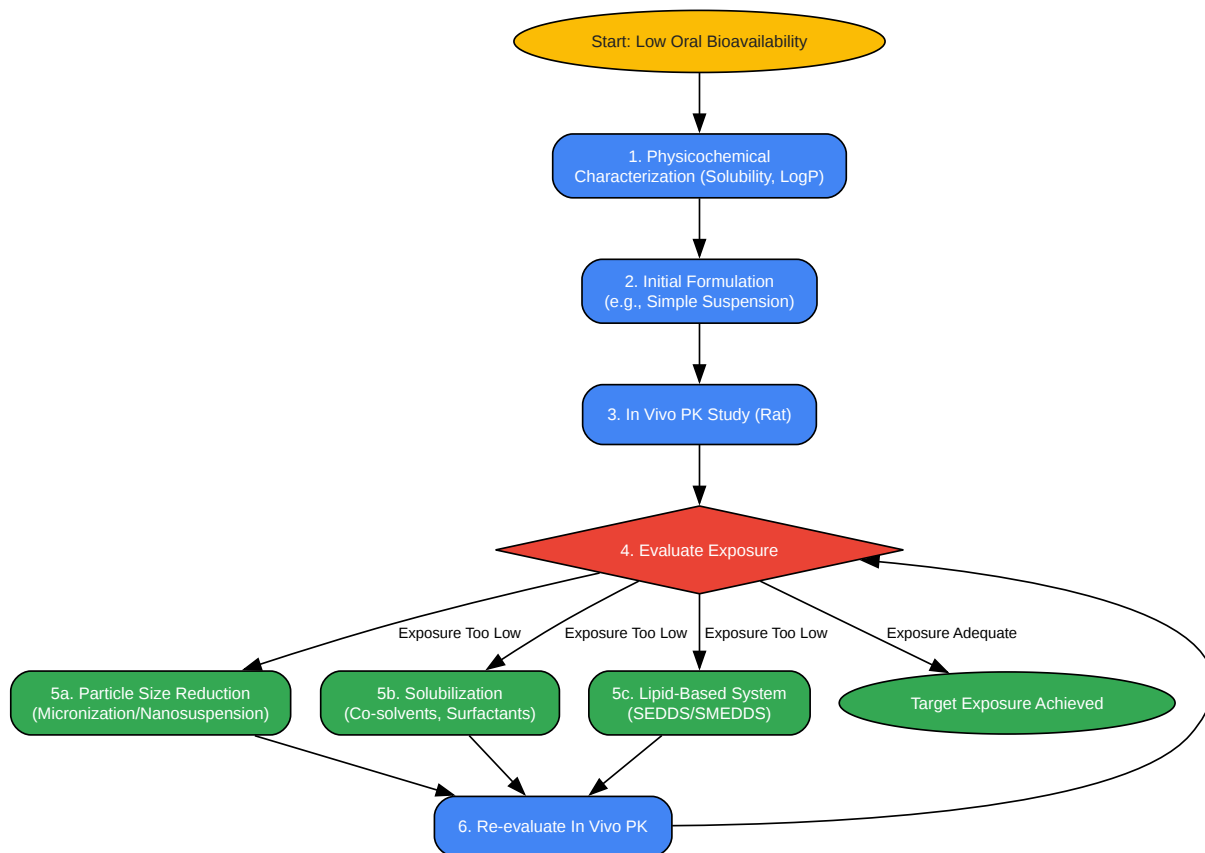 Start: Low Oral Bioavailability
1. Physicochemical
Characterization (Solubility, LogP)
2. Initial Formulation
(e.g., Simple Suspension)
3. In Vivo PK Study (Rat)
4. Evaluate Exposure
Exposure Too Low
Exposure Too Low
Exposure Too Low
Exposure Adequate
5a. Particle Size Reduction
(Micronization/Nanosuspension)
5b. Solubilization
(Co-solvents, Surfactants)
5c. Lipid-Based System
(SEDDS/SMEDDS)
Target Exposure Achieved
6. Re-evaluate In Vivo PK